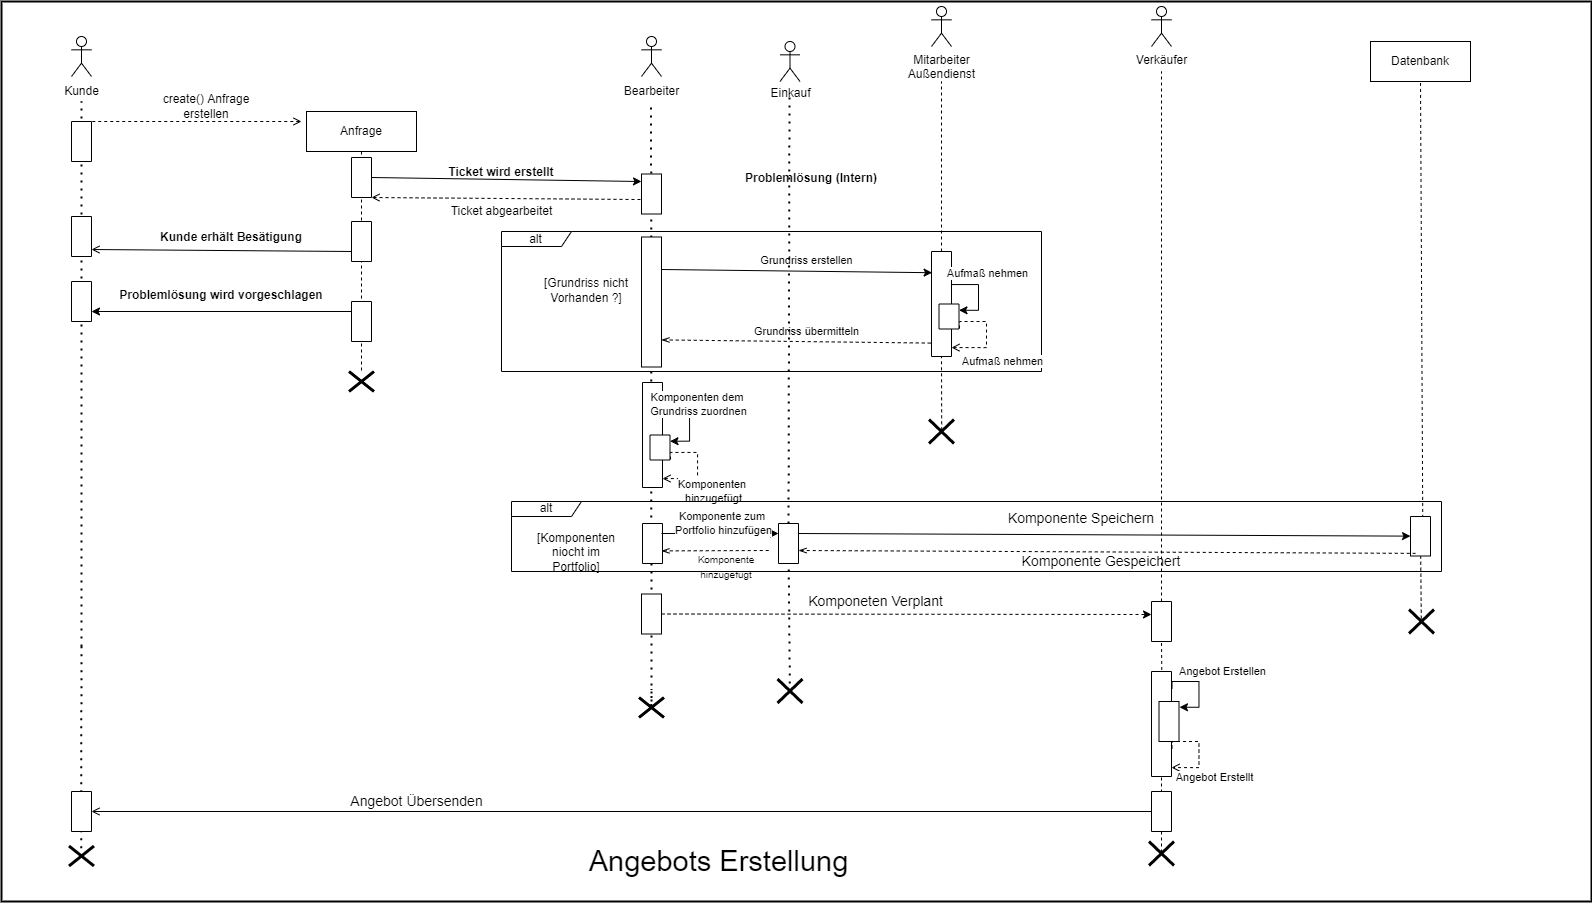 Kunde
Bearbeiter
Einkauf
Mitarbeiter
Außendienst
Verkäufer
Datenbank
create() Anfrage
erstellen
Anfrage
Ticket wird erstellt
Problemlösung (Intern)
Ticket abgearbeitet
Kunde erhält Besätigung
Problemlösung wird vorgeschlagen
alt
[Grundriss nicht
Vorhanden ?]
Grundriss erstellen
Aufmaß nehmen
Grundriss übermitteln
Aufmaß nehmen
Komponenten dem
Grundriss zuordnen
Komponenten
hinzugefügt
alt
[Komponenten
niocht im
Portfolio]
Komponente zum
Portfolio hinzufügen
Komponente
hinzugefügt
Komponente Speichern
Komponente Gespeichert
Komponeten Verplant
Angebot Erstellen
Angebot Erstellt
Angebot Übersenden
Angebots Erstellung